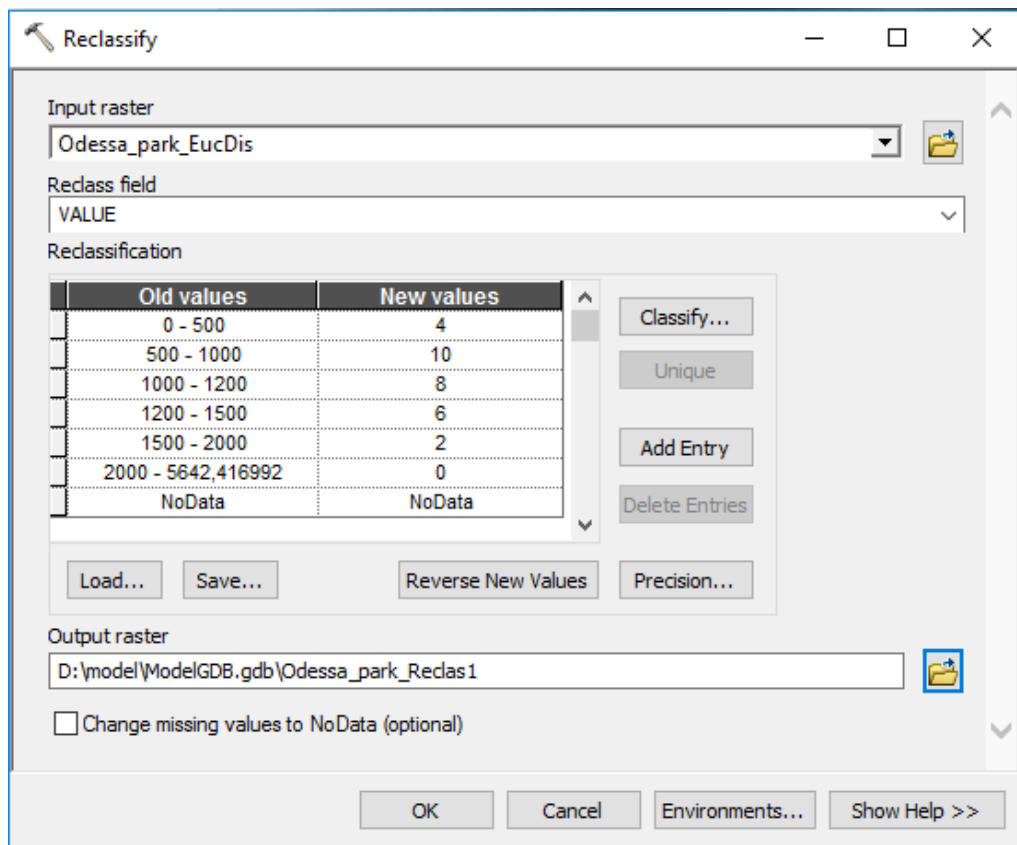 Reclassify
Input raster
Odessa_park_EucDis
Reclass field
VALUE
Reclassification
Old values New values
0 - 500 4
500 - 1000 10
1000 - 1200 8
1200 - 1500 6
1500 - 2000 2
2000 - 5642,416992 0
NoData NoData
Classify...
Unique
Add Entry
Delete Entries
Load... Save... Reverse New Values Precision...
Output raster
D:\model\ModelGDB.gdb\Odessa_park_Reclas1
Change missing values to NoData (optional)
OK Cancel Environments... Show Help >>